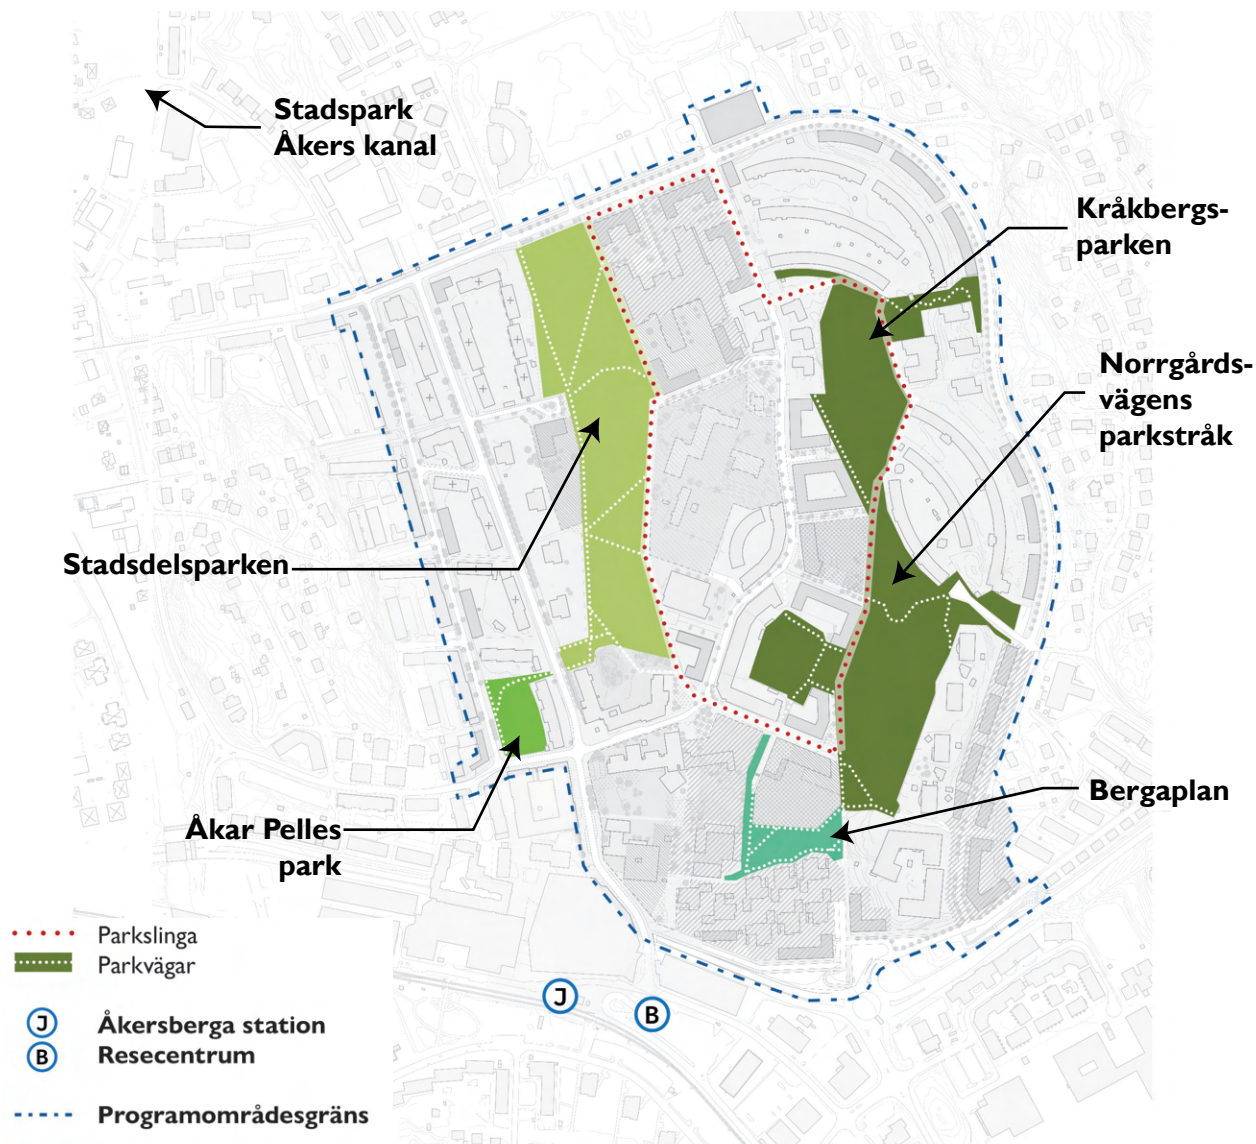 Stadspark
Åkers kanal
Kråkbergs-
parken
Norrgårds-
vägens
parkstråk
Stadsdelsparken
Bergaplan
Åkar Pelles
park
Parkslinga
Parkvägar
J
B
J Åkersberga station
B Resecentrum
Programområdesgräns